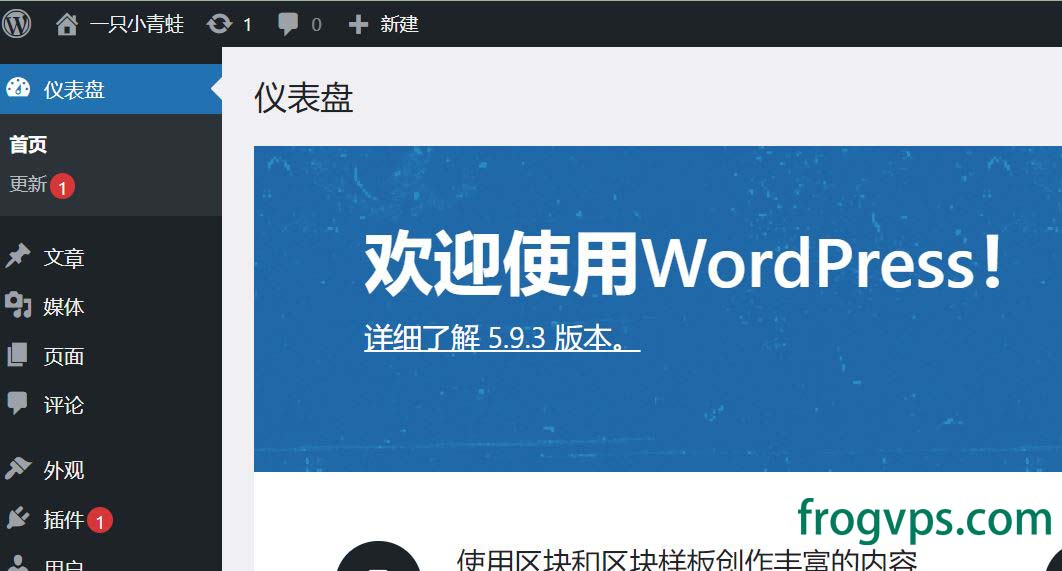 一只小青蛙 1 0 新建
仪表盘
首页
更新 1
文章
媒体
页面
评论
外观
插件 1
用户
仪表盘
欢迎使用WordPress！
详细了解 5.9.3 版本。
使用区块和区块样板创作丰富的内容
frogvps.com